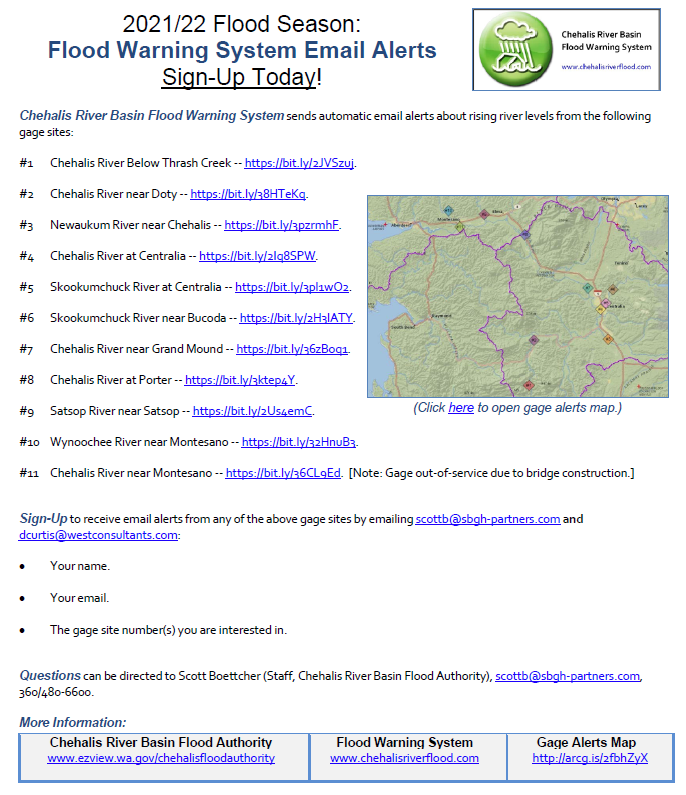 2021/22 Flood Season:
Flood Warning System Email Alerts
Sign-Up Today!
Chehalis River Basin
Flood Warning System
www.chehalisriverflood.com
Chehalis River Basin Flood Warning System sends automatic email alerts about rising river levels from the following
gage sites:
#1 Chehalis River Below Thrash Creek -- https://bit.ly/2JVSzuj.
#2 Chehalis River near Doty -- https://bit.ly/38HTeKq.
#3 Newaukum River near Chehalis -- https://bit.ly/3pzrmhF.
#4 Chehalis River at Centralia -- https://bit.ly/2Iq8SPW.
#5 Skookumchuck River at Centralia -- https://bit.ly/3pl1wO2.
#6 Skookumchuck River near Bucoda -- https://bit.ly/2H3IATY.
#7 Chehalis River near Grand Mound -- https://bit.ly/36zBoq1.
#8 Chehalis River at Porter -- https://bit.ly/3ktep4Y.
#9 Satsop River near Satsop -- https://bit.ly/2Us4emC.
#10 Wynoochee River near Montesano -- https://bit.ly/32HnuB3.
#11 Chehalis River near Montesano -- https://bit.ly/36CL9Ed. [Note: Gage out-of-service due to bridge construction.]
Olympia
Lacey
Aberdeen
Montesano
Elma
Tenino
Centralia
Raymond
South Bend
(Click here to open gage alerts map.)
Sign-Up to receive email alerts from any of the above gage sites by emailing scottb@sbgh-partners.com and
dcurtis@westconsultants.com:
• Your name.
• Your email.
• The gage site number(s) you are interested in.
Questions can be directed to Scott Boettcher (Staff, Chehalis River Basin Flood Authority), scottb@sbgh-partners.com,
360/480-6600.
More Information:
Chehalis River Basin Flood Authority
www.ezview.wa.gov/chehalisfloodauthority
Flood Warning System
www.chehalisriverflood.com
Gage Alerts Map
http://arcg.is/2fbhZyX